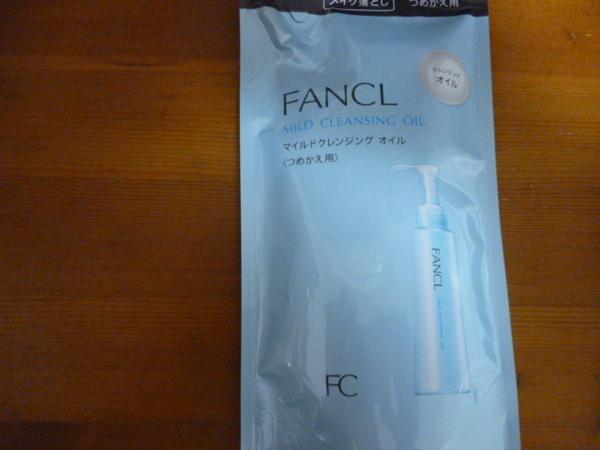 メイク落とし
つめかえ用
クレンジング
オイル
FANCL
MILD CLEANSING OIL
マイルドクレンジング オイル
〈つめかえ用〉
FANCL
FC